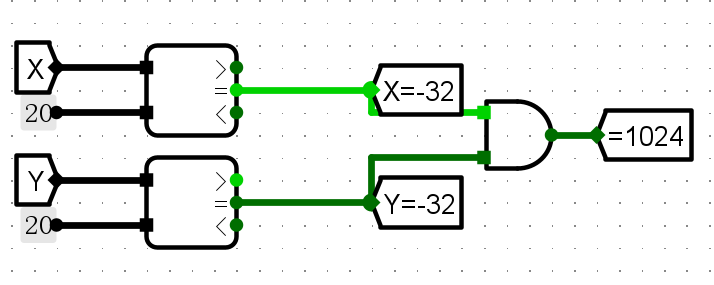 X
20
>
=
<
X=-32
=1024
Y
20
>
=
<
Y=-32